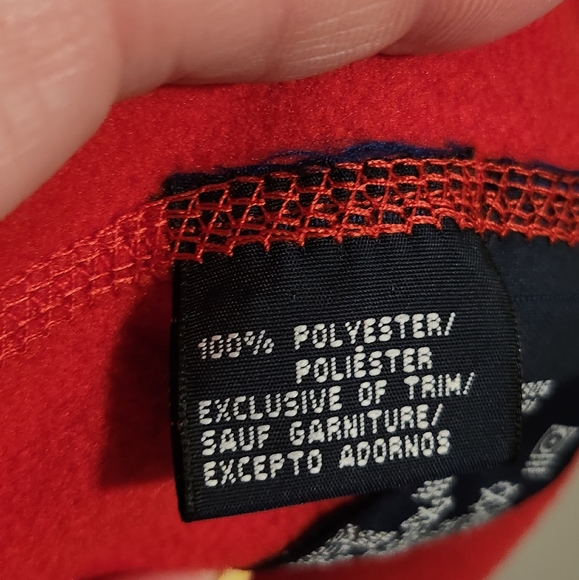 100% POLYESTER/
POLIÉSTER
EXCLUSIVE OF TRIM/
SAUF GARNITURE/
EXCEPTO ADORNOS